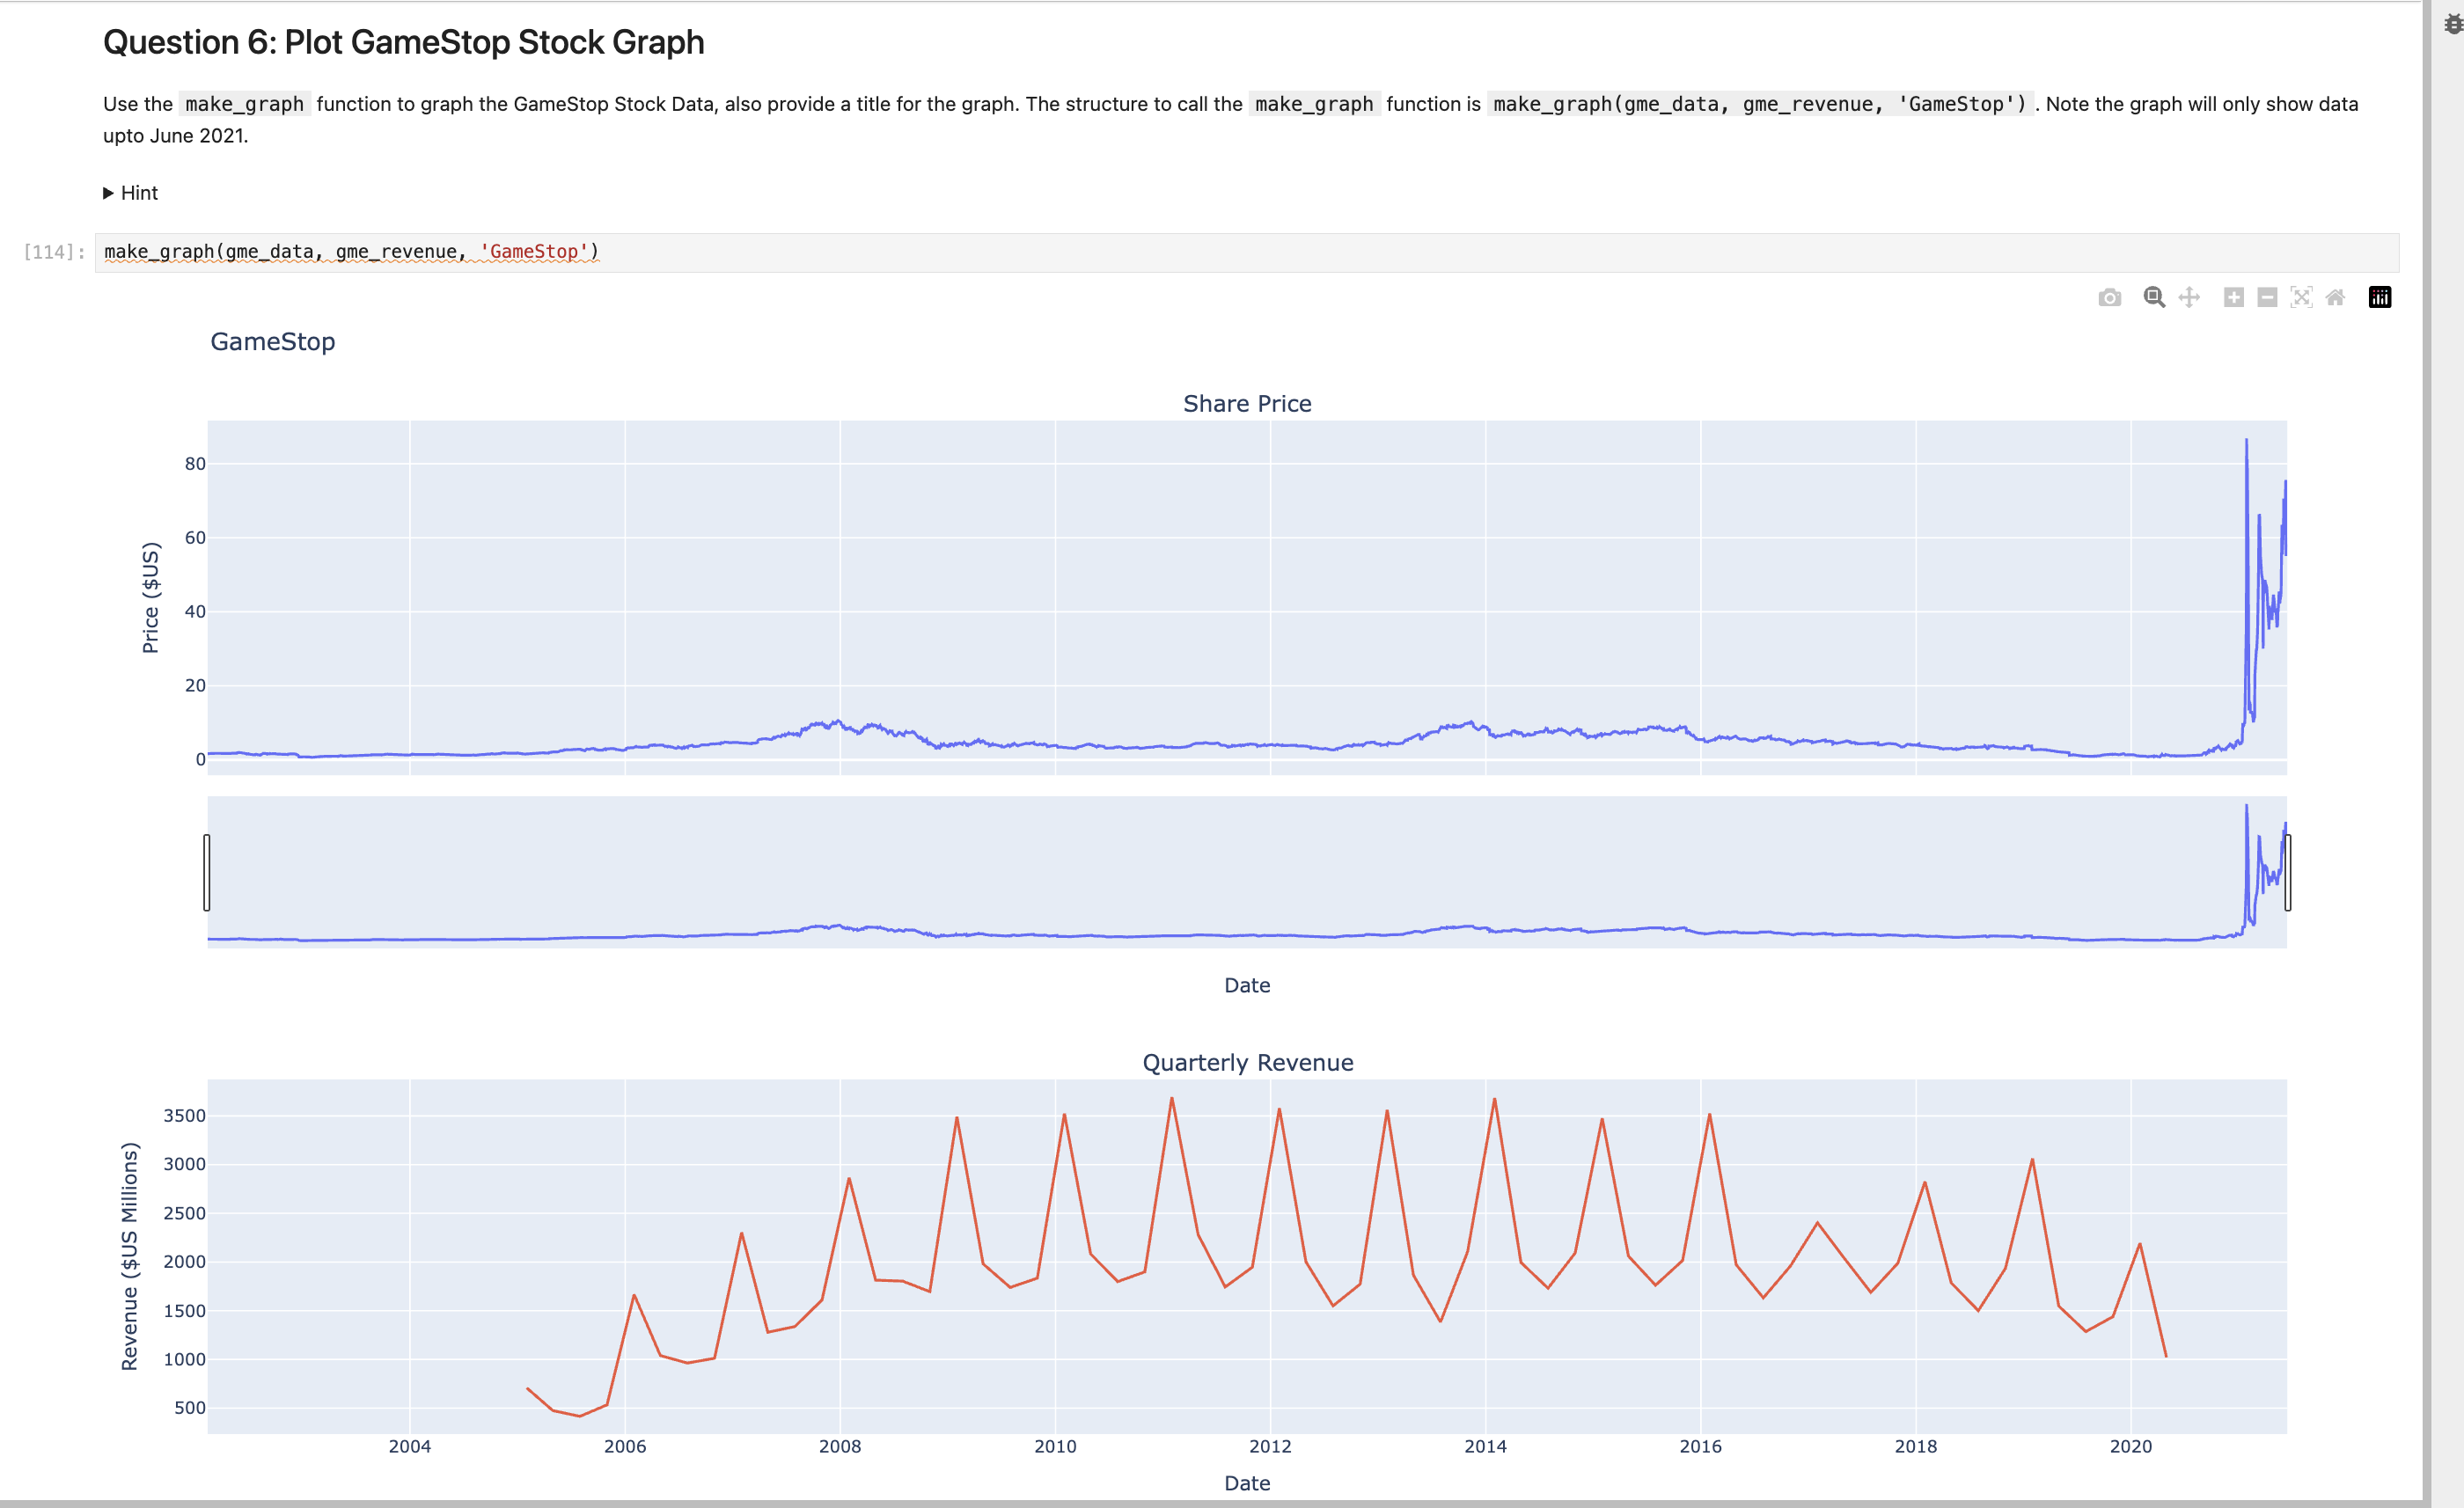 Question 6: Plot GameStop Stock Graph
Use the make_graph function to graph the GameStop Stock Data, also provide a title for the graph. The structure to call the make_graph function is make_graph(gme_data, gme_revenue, 'GameStop') . Note the graph will only show data
upto June 2021.
Hint
[114]: make_graph(gme_data, gme_revenue, 'GameStop')
GameStop
Share Price
80
60
40
20
0
Price ($US)
Date
Quarterly Revenue
3500
3000
2500
2000
1500
1000
500
Revenue ($US Millions)
2004 2006 2008 2010 2012 2014 2016 2018 2020
Date